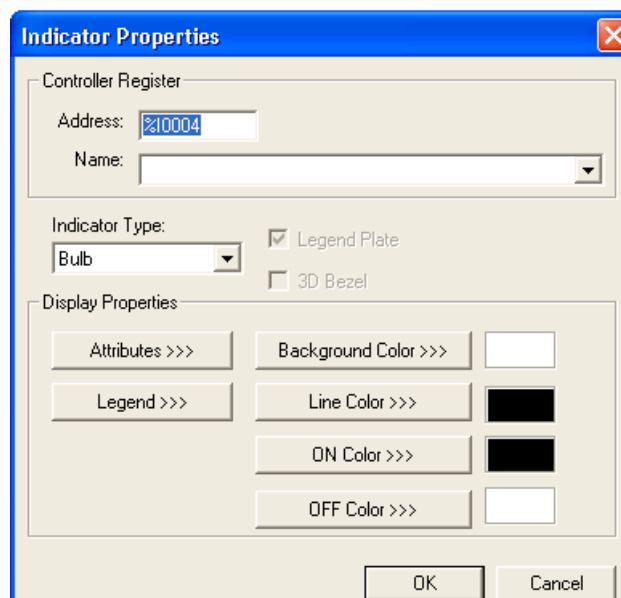 Indicator Properties
Controller Register
Address: %I0004
Name:
Indicator Type:
Bulb
Legend Plate
3D Bezel
Display Properties
Attributes >>> Background Color >>>
Legend >>> Line Color >>>
ON Color >>>
OFF Color >>>
OK Cancel